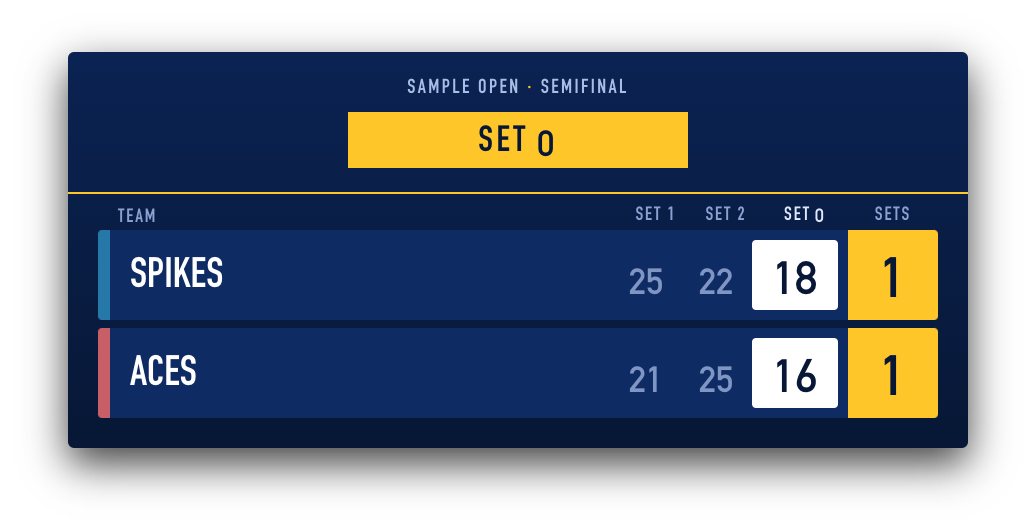 SAMPLE OPEN · SEMIFINAL
SET 0
TEAM SET 1 SET 2 SET 0 SETS
SPIKES 25 22 18 1
ACES 21 25 16 1